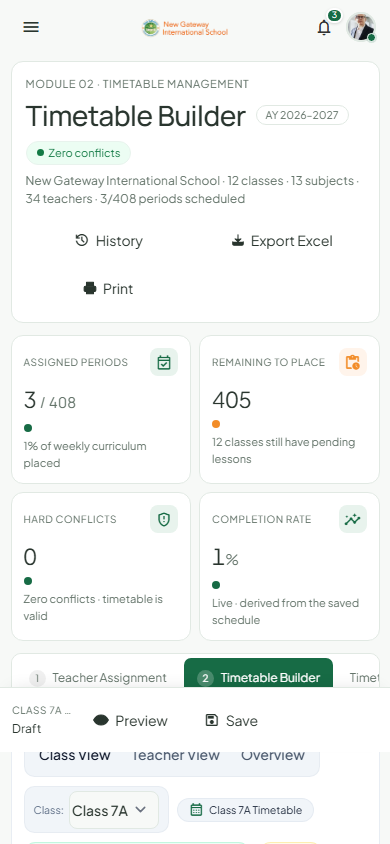 New Gateway
International School
3
MODULE 02 · TIMETABLE MANAGEMENT
Timetable Builder
AY 2026–2027
Zero conflicts
New Gateway International School · 12 classes · 13 subjects ·
34 teachers · 3/408 periods scheduled
History
Export Excel
Print
ASSIGNED PERIODS
3 / 408
1% of weekly curriculum
placed
REMAINING TO PLACE
405
12 classes still have pending
lessons
HARD CONFLICTS
0
Zero conflicts · timetable is
valid
COMPLETION RATE
1%
Live · derived from the saved
schedule
1 Teacher Assignment
2 Timetable Builder
Timet
CLASS 7A ...
Draft
Preview
Save
Class View
Teacher View
Overview
Class:
Class 7A
Class 7A Timetable